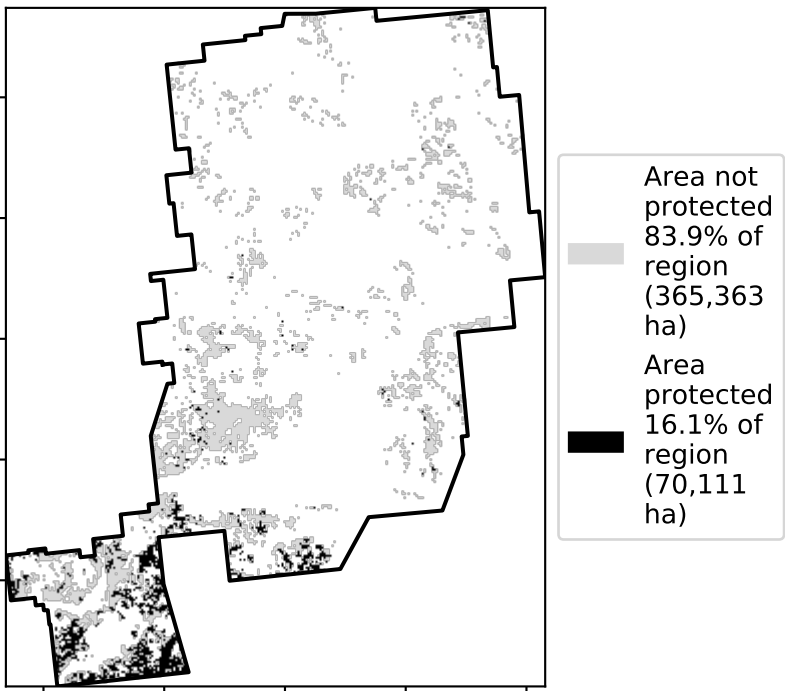 Area not
protected
83.9% of
region
(365,363
ha)
Area
protected
16.1% of
region
(70,111
ha)